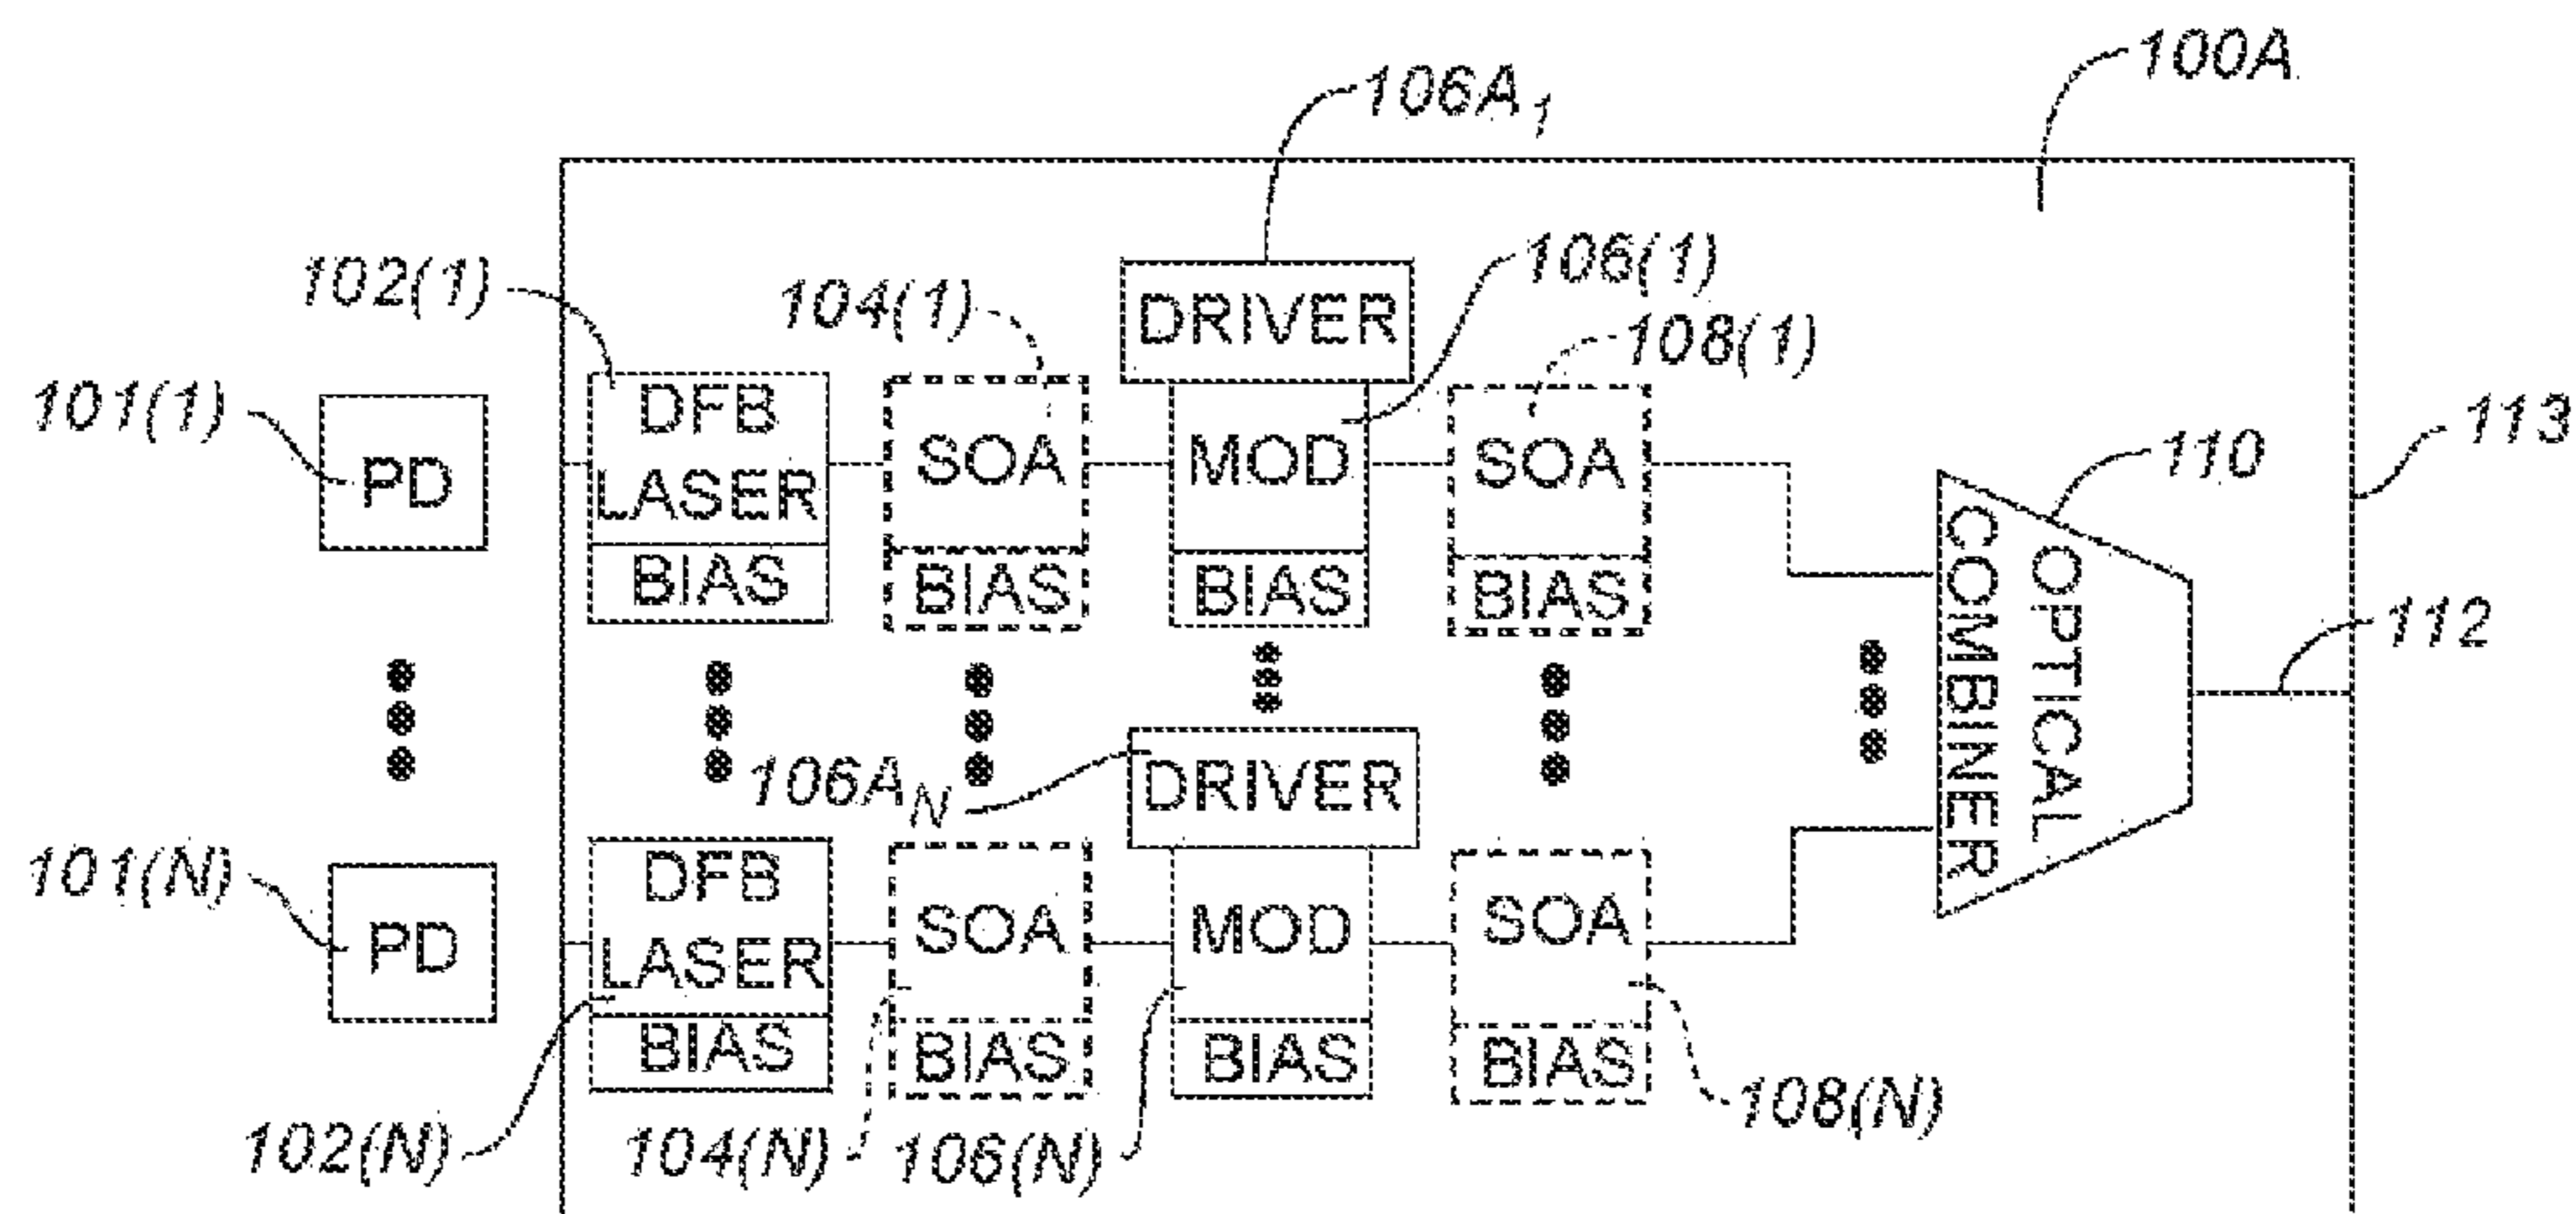 100A
106A1
102(1)
104(1)
DRIVER
106(1)
108(1)
101(1)
PD
DFB
LASER
BIAS
SOA
BIAS
MOD
BIAS
SOA
BIAS
113
110
OPTICAL
COMBINER
112
106AN
DRIVER
101(N)
PD
DFB
LASER
BIAS
SOA
BIAS
MOD
BIAS
SOA
BIAS
102(N)
104(N)
106(N)
108(N)